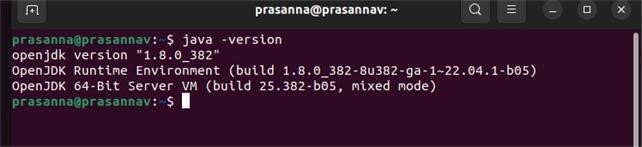 prasanna@prasannav: ~
prasanna@prasannav:~$ java -version
openjdk version "1.8.0_382"
OpenJDK Runtime Environment (build 1.8.0_382-8u382-ga-1~22.04.1-b05)
OpenJDK 64-Bit Server VM (build 25.382-b05, mixed mode)
prasanna@prasannav:~$